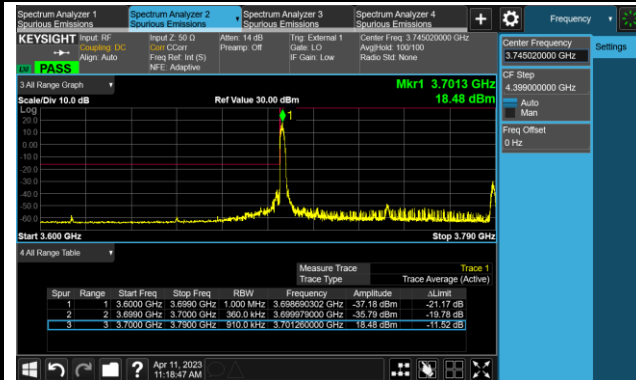 Spectrum Analyzer 1
Spurious Emissions
Spectrum Analyzer 2
Spurious Emissions
Spectrum Analyzer 3
Spurious Emissions
Spectrum Analyzer 4
Spurious Emissions
+
Frequency
KEYSIGHT
Input: RF
Coupling: DC
Align: Auto
Input Z: 50 Ω
Corr CCorr
Freq Ref: Int (S)
NFE: Adaptive
Atten: 14 dB
Preamp: Off
Trig: External 1
Gate: LO
IF Gain: Low
Center Freq: 3.745020000 GHz
Avg|Hold: 100/100
Radio Std: None
PASS
Center Frequency
3.745020000 GHz
Settings
CF Step
4.399000000 GHz
Auto
Man
Freq Offset
0 Hz
3 All Range Graph
Mkr1 3.7013 GHz
18.48 dBm
Scale/Div 10.0 dB
Ref Value 30.00 dBm
Log
20.0
10.0
0.00
-10.0
-20.0
-30.0
-40.0
-50.0
-60.0
1
Start 3.600 GHz
Stop 3.790 GHz
4 All Range Table
Measure Trace Trace 1
Trace Type Trace Average (Active)
Spur Range Start Freq Stop Freq RBW Frequency Amplitude ΔLimit
1 1 3.6000 GHz 3.6990 GHz 1.000 MHz 3.698690302 GHz -37.18 dBm -21.17 dB
2 2 3.6990 GHz 3.7000 GHz 360.0 kHz 3.699979000 GHz -35.79 dBm -19.78 dB
3 3 3.7000 GHz 3.7900 GHz 910.0 kHz 3.701260000 GHz 18.48 dBm -11.52 dB
?
Apr 11, 2023
11:18:47 AM